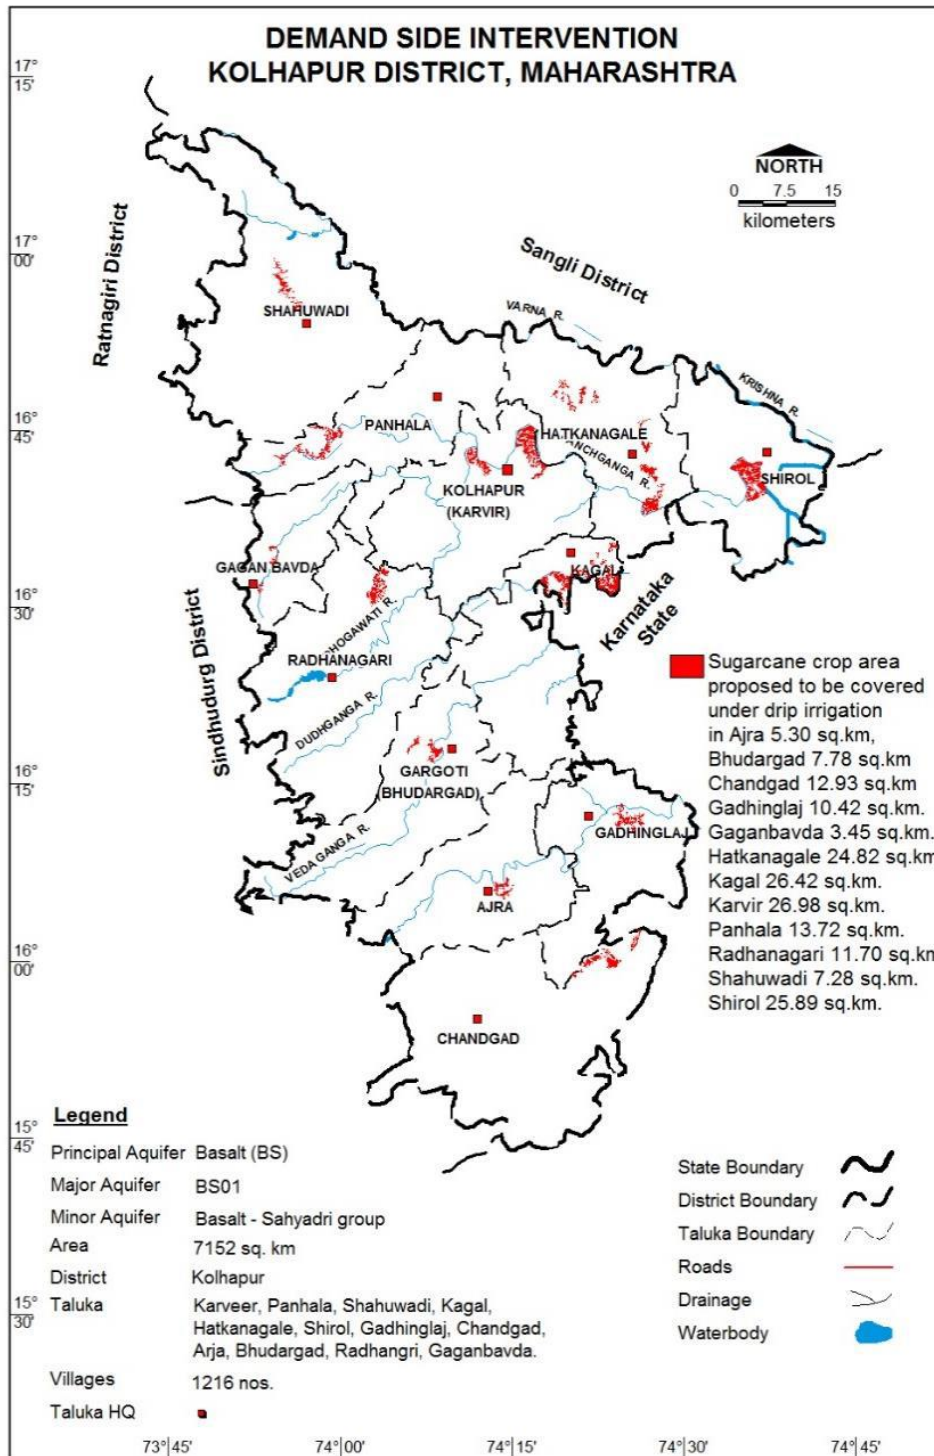 DEMAND SIDE INTERVENTION
KOLHAPUR DISTRICT, MAHARASHTRA
17°
15'
NORTH
0 7.5 15
kilometers
17°
00'
Ratnagiri District
Sangli District
SHAHUWADI
VARNA R.
KRISHNA R.
16°
45'
PANHALA
HATKANAGALE
ANCHGANGA R.
SHIROL
KOLHAPUR
(KARVIR)
GAGAN BAVDA
KAGAL
16°
30'
Karnataka
State
Sindhudurg District
BHOGAWATI R.
RADHANAGARI
DUDHGANGA R.
Sugarcane crop area
proposed to be covered
under drip irrigation
in Ajra 5.30 sq.km,
Bhudargad 7.78 sq.km
Chandgad 12.93 sq.km
Gadhinglaj 10.42 sq.km.
Gaganbavda 3.45 sq.km.
Hatkanagale 24.82 sq.km
Kagal 26.42 sq.km.
Karvir 26.98 sq.km.
Panhala 13.72 sq.km.
Radhanagari 11.70 sq.km
Shahuwadi 7.28 sq.km.
Shirol 25.89 sq.km.
GARGOTI
(BHUDARGAD)
16°
15'
GADHINGLAJ
VEDA GANGA R.
AJRA
16°
00'
CHANDGAD
15°
45'
Legend
Principal Aquifer Basalt (BS)
Major Aquifer BS01
Minor Aquifer Basalt - Sahyadri group
Area 7152 sq. km
District Kolhapur
Taluka Karveer, Panhala, Shahuwadi, Kagal,
Hatkanagale, Shirol, Gadhinglaj, Chandgad,
Arja, Bhudargad, Radhangri, Gaganbavda.
Villages 1216 nos.
Taluka HQ
State Boundary
District Boundary
Taluka Boundary
Roads
Drainage
Waterbody
15°
30'
73°45' 74°00' 74°15' 74°30' 74°45'